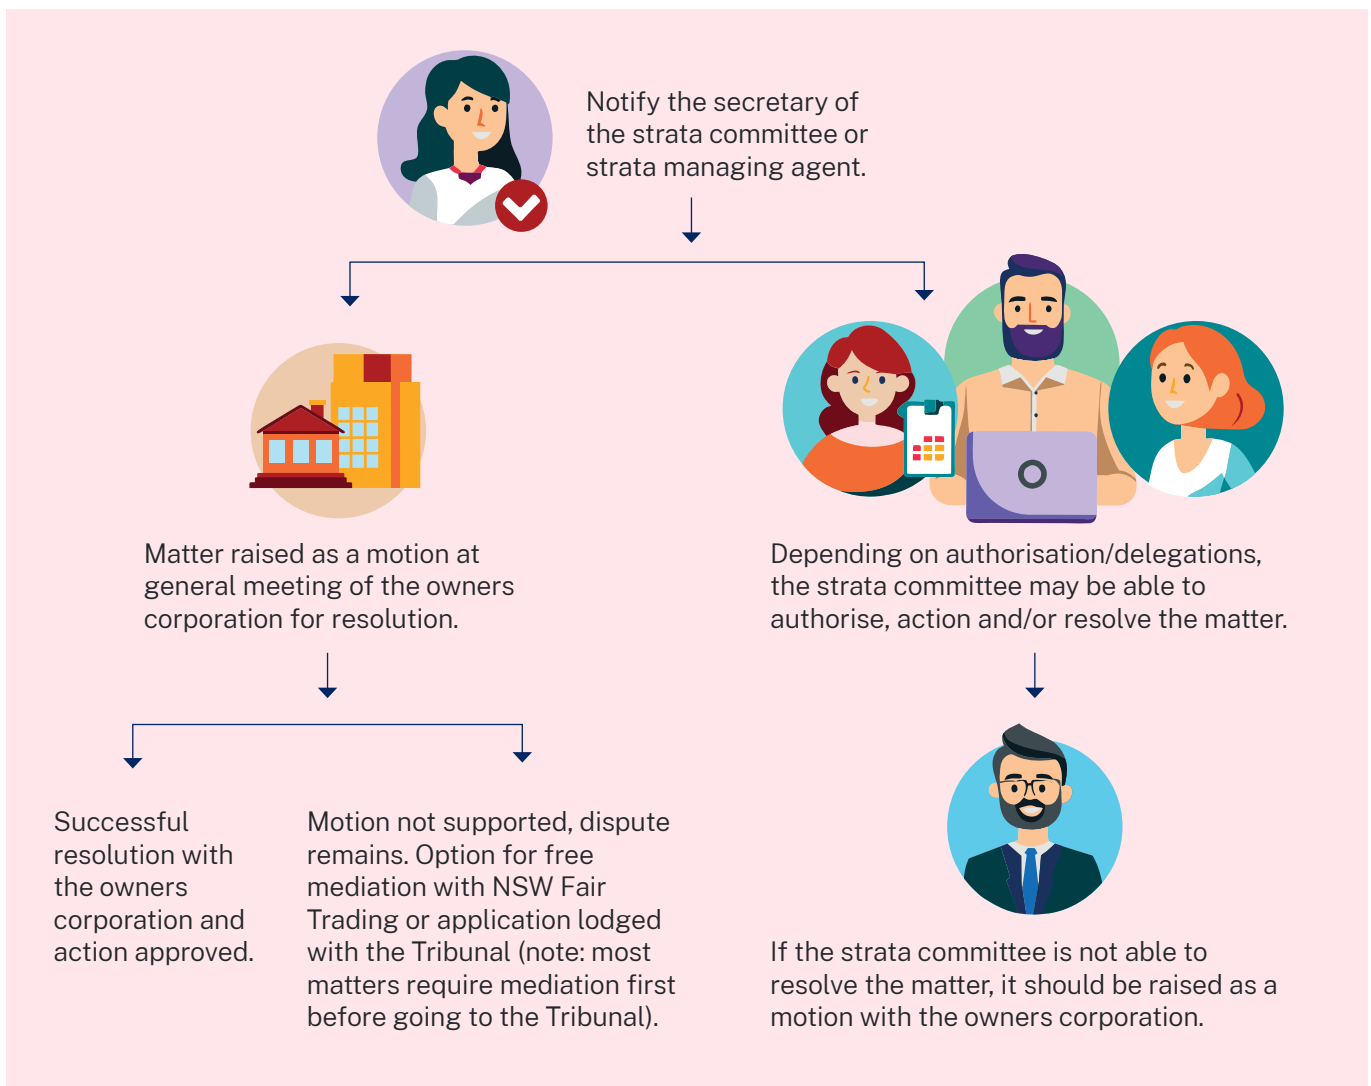 Notify the secretary of
the strata committee or
strata managing agent.
Matter raised as a motion at
general meeting of the owners
corporation for resolution.
Depending on authorisation/delegations,
the strata committee may be able to
authorise, action and/or resolve the matter.
Successful
resolution with
the owners
corporation and
action approved.
Motion not supported, dispute
remains. Option for free
mediation with NSW Fair
Trading or application lodged
with the Tribunal (note: most
matters require mediation first
before going to the Tribunal).
If the strata committee is not able to
resolve the matter, it should be raised as a
motion with the owners corporation.